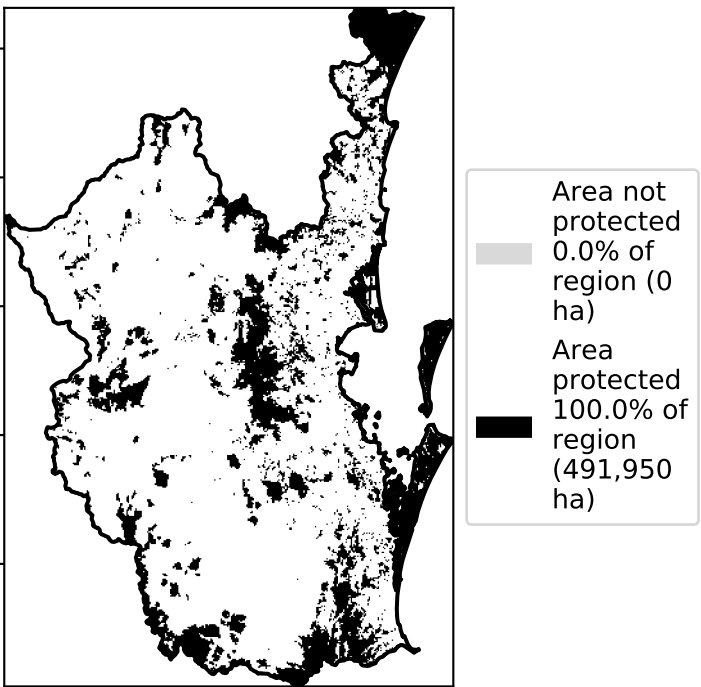 Area not
protected
0.0% of
region (0
ha)
Area
protected
100.0% of
region
(491,950
ha)